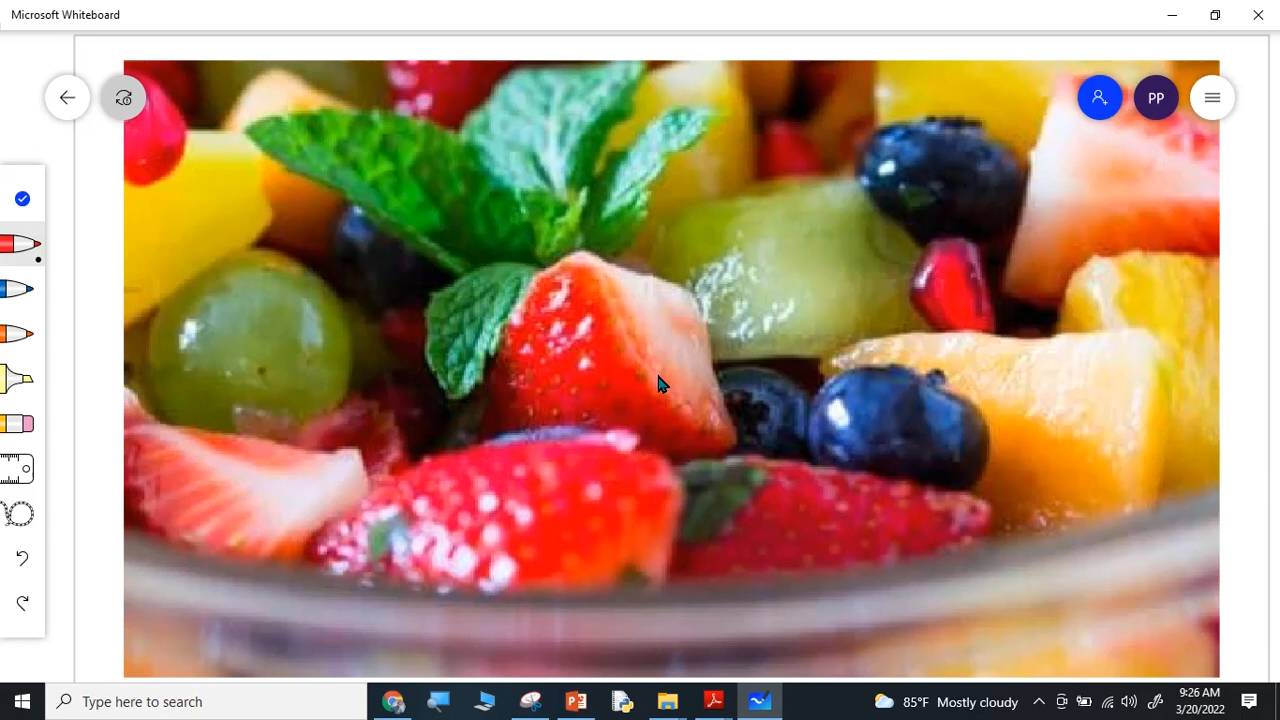 Microsoft Whiteboard
PP
Type here to search
85°F Mostly cloudy
9:26 AM
3/20/2022